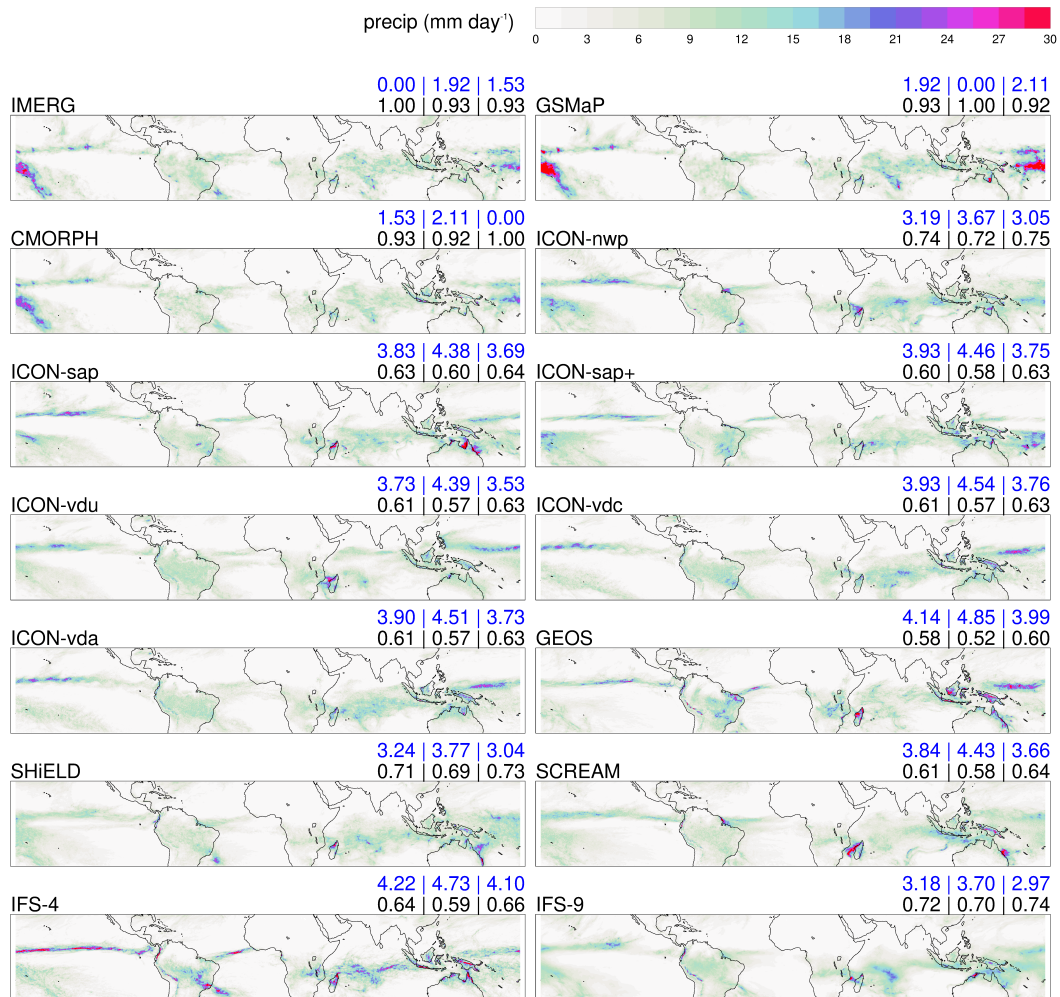 precip (mm day⁻¹)
0 3 6 9 12 15 18 21 24 27 30
0.00 | 1.92 | 1.53
IMERG 1.00 | 0.93 | 0.93
1.92 | 0.00 | 2.11
GSMaP 0.93 | 1.00 | 0.92
1.53 | 2.11 | 0.00
CMORPH 0.93 | 0.92 | 1.00
3.19 | 3.67 | 3.05
ICON-nwp 0.74 | 0.72 | 0.75
3.83 | 4.38 | 3.69
ICON-sap 0.63 | 0.60 | 0.64
3.93 | 4.46 | 3.75
ICON-sap+ 0.60 | 0.58 | 0.63
3.73 | 4.39 | 3.53
ICON-vdu 0.61 | 0.57 | 0.63
3.93 | 4.54 | 3.76
ICON-vdc 0.61 | 0.57 | 0.63
3.90 | 4.51 | 3.73
ICON-vda 0.61 | 0.57 | 0.63
4.14 | 4.85 | 3.99
GEOS 0.58 | 0.52 | 0.60
3.24 | 3.77 | 3.04
SHiELD 0.71 | 0.69 | 0.73
3.84 | 4.43 | 3.66
SCREAM 0.61 | 0.58 | 0.64
4.22 | 4.73 | 4.10
IFS-4 0.64 | 0.59 | 0.66
3.18 | 3.70 | 2.97
IFS-9 0.72 | 0.70 | 0.74